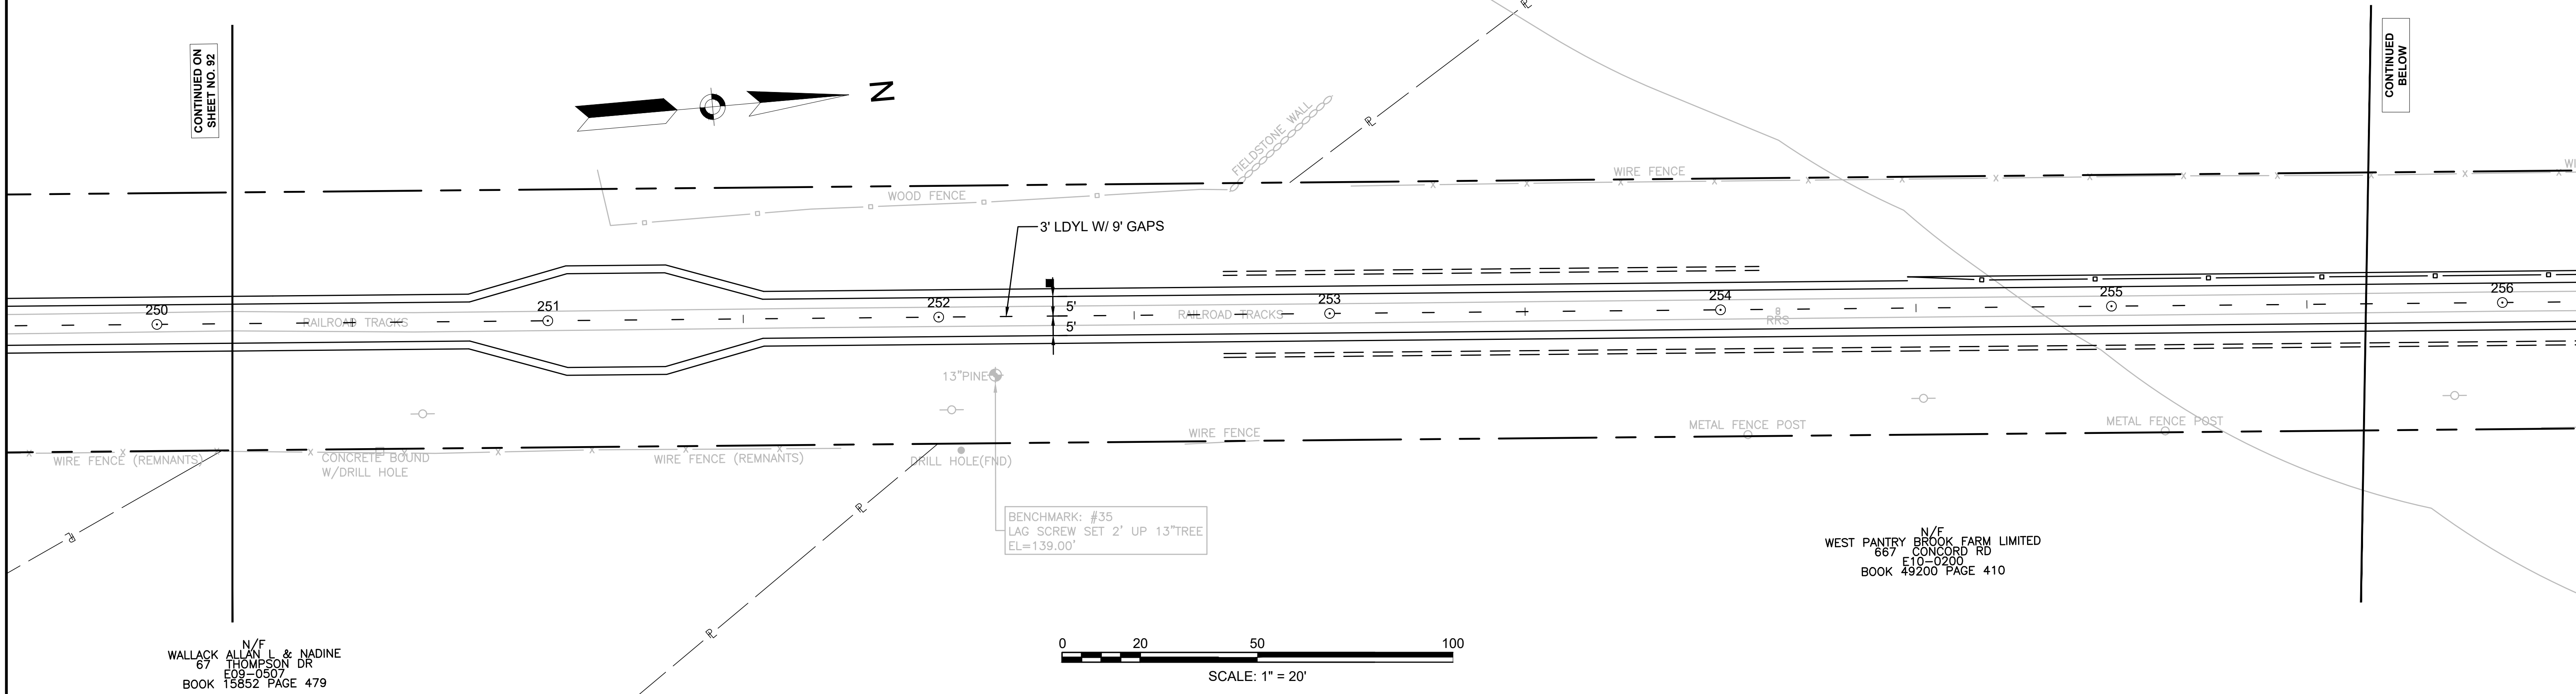 CONTINUED ON
SHEET NO. 92
N
CONTINUED
BELOW
FIELDSTONE WALL
WIRE FENCE
WOOD FENCE
3' LDYL W/ 9' GAPS
5'
5'
250
251
252
253
254
255
256
RAILROAD TRACKS
RAILROAD TRACKS
RRS
13"PINE
METAL FENCE POST
METAL FENCE POST
WIRE FENCE
WIRE FENCE (REMNANTS)
CONCRETE BOUND
W/DRILL HOLE
WIRE FENCE (REMNANTS)
DRILL HOLE(FND)
BENCHMARK: #35
LAG SCREW SET 2' UP 13"TREE
EL=139.00'
N/F
WEST PANTRY BROOK FARM LIMITED
667 CONCORD RD
E10-0200
BOOK 49200 PAGE 410
N/F
WALLACK ALLAN L & NADINE
67 THOMPSON DR
E09-0507
BOOK 15852 PAGE 479
0 20 50 100
SCALE: 1" = 20'